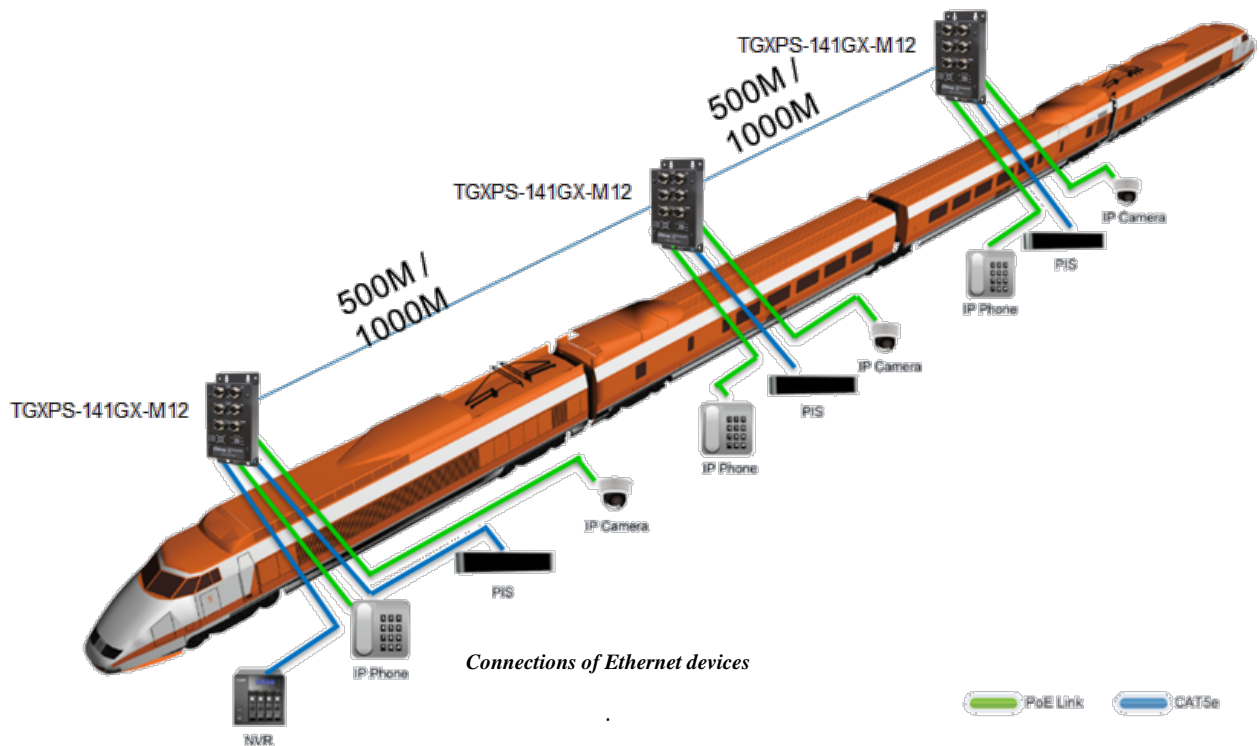 TGXPS-141GX-M12
500M /
1000M
IP Camera
PIS
IP Phone
TGXPS-141GX-M12
500M /
1000M
IP Camera
PIS
IP Phone
TGXPS-141GX-M12
IP Camera
PIS
IP Phone
NVR
Connections of Ethernet devices
.
PoE Link
CAT5e